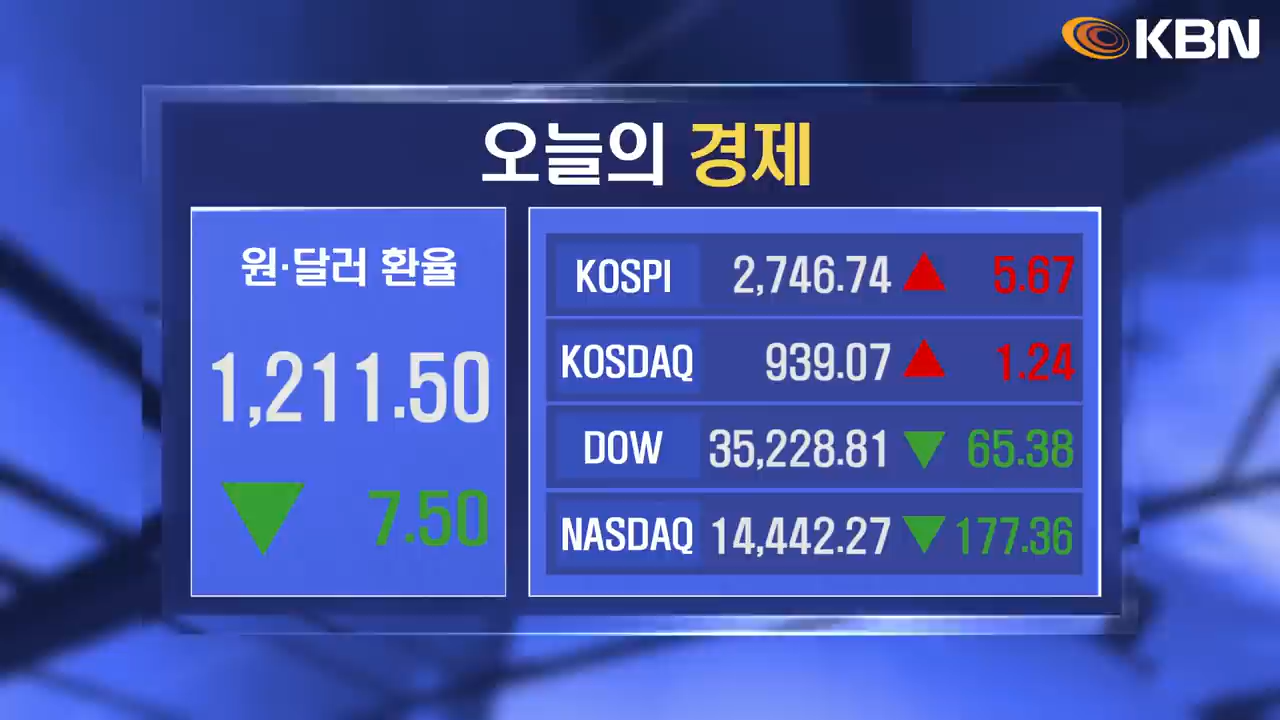 KBN
오늘의 경제
원·달러 환율
1,211.50
▼ 7.50
KOSPI 2,746.74 ▲ 5.67
KOSDAQ 939.07 ▲ 1.24
DOW 35,228.81 ▼ 65.38
NASDAQ 14,442.27 ▼ 177.36